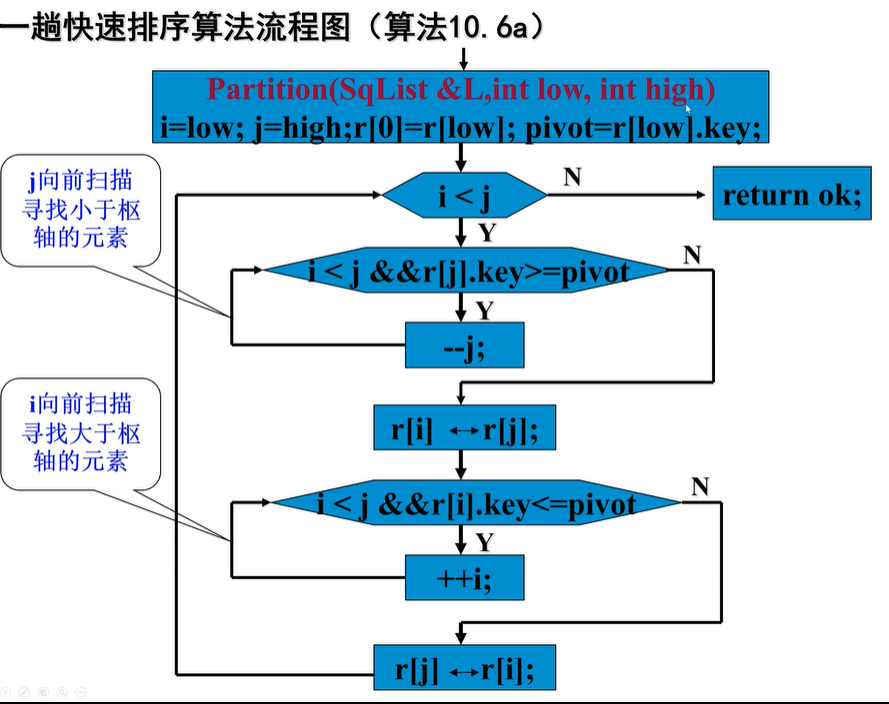 一趟快速排序算法流程图（算法10.6a）
Partition(SqList &L,int low, int high)
i=low; j=high;r[0]=r[low]; pivot=r[low].key;
j向前扫描
寻找小于枢
轴的元素
i < j
N
return ok;
Y
i < j &&r[j].key>=pivot
N
Y
--j;
r[i] ↔r[j];
i向前扫描
寻找大于枢
轴的元素
i < j &&r[i].key<=pivot
N
Y
++i;
r[j] ↔r[i];